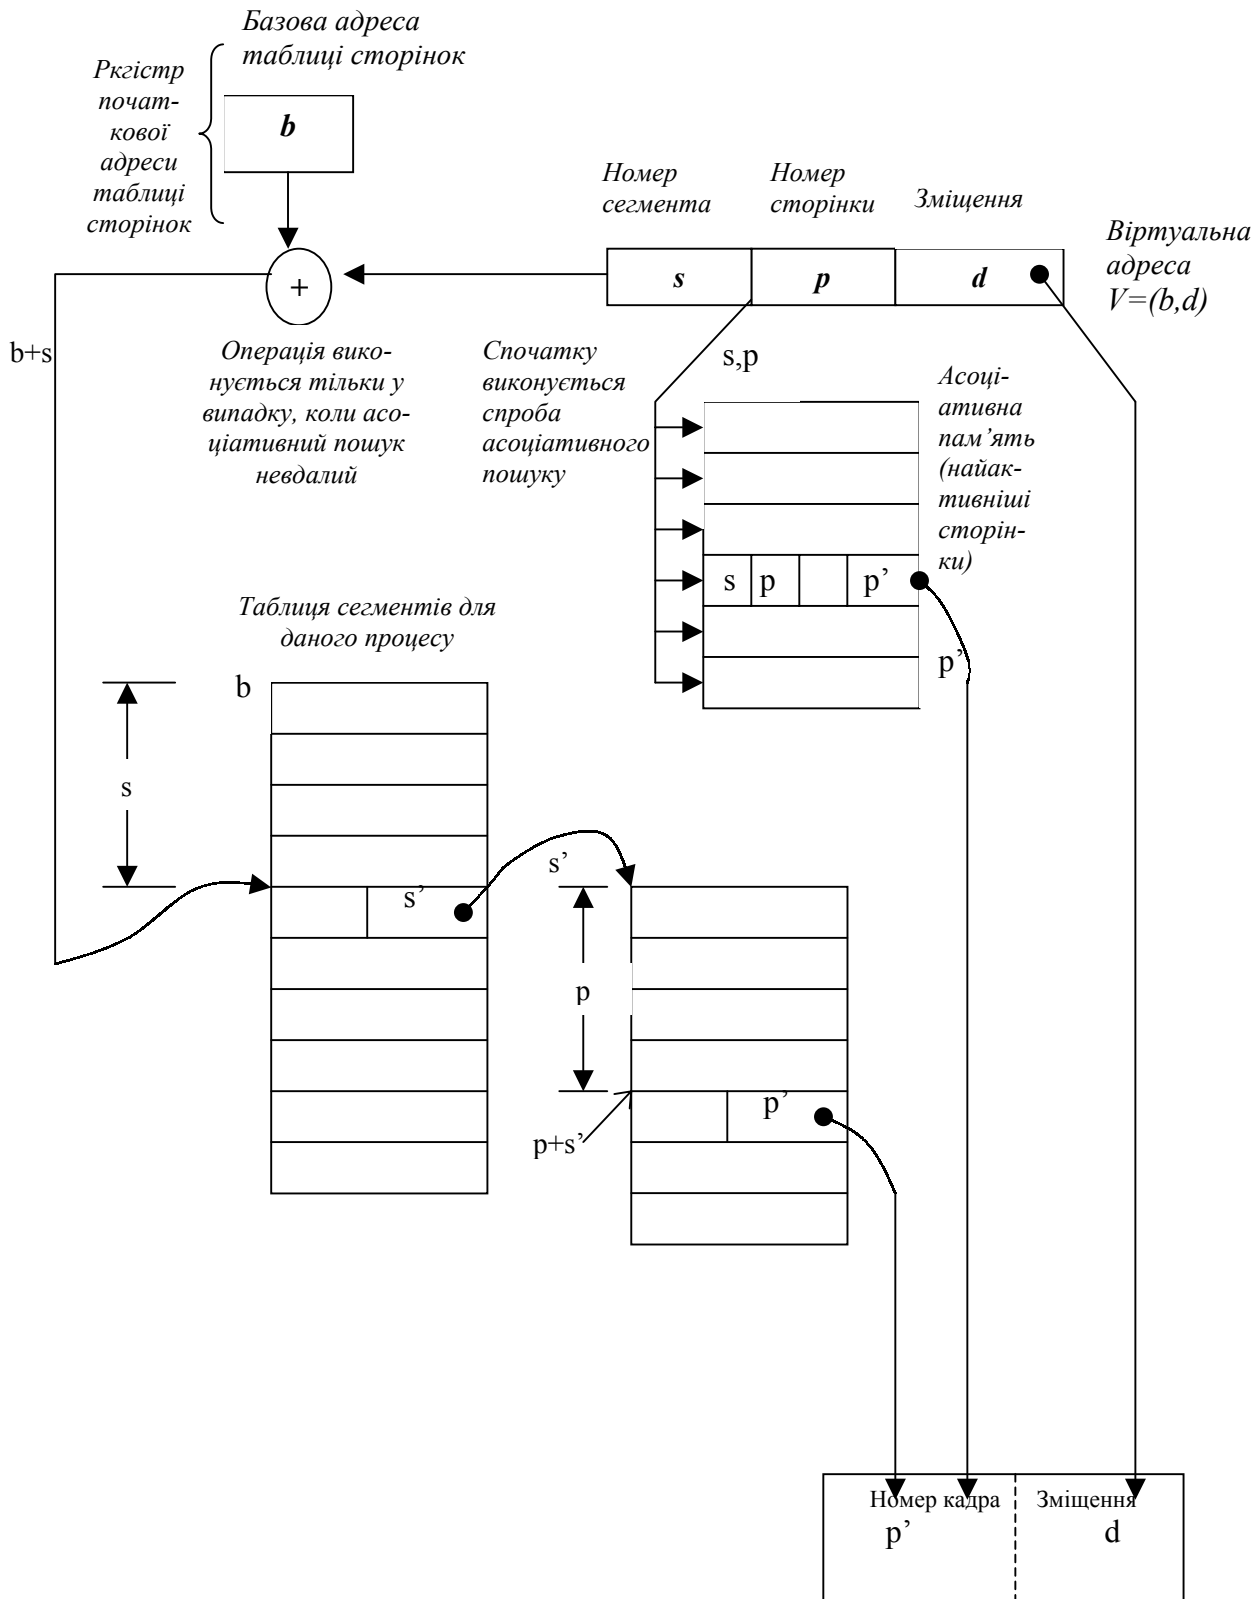 Базова адреса
таблиці сторінок
Ркгістр
почат-
кової
адреси
таблиці
сторінок
b
Номер
сегмента
Номер
сторінки
Зміщення
Віртуальна
адреса
V=(b,d)
s
p
d
+
b+s
Операція вико-
нується тільки у
випадку, коли асо-
ціативний пошук
невдалий
Спочатку
виконується
спроба
асоціативного
пошуку
s,p
Асоці-
ативна
пам’ять
(найак-
тивніші
сторін-
ки)
s
p
p’
p’
Таблиця сегментів для
даного процесу
b
s
s’
s’
p
p’
p+s’
Номер кадра
p’
Зміщення
d